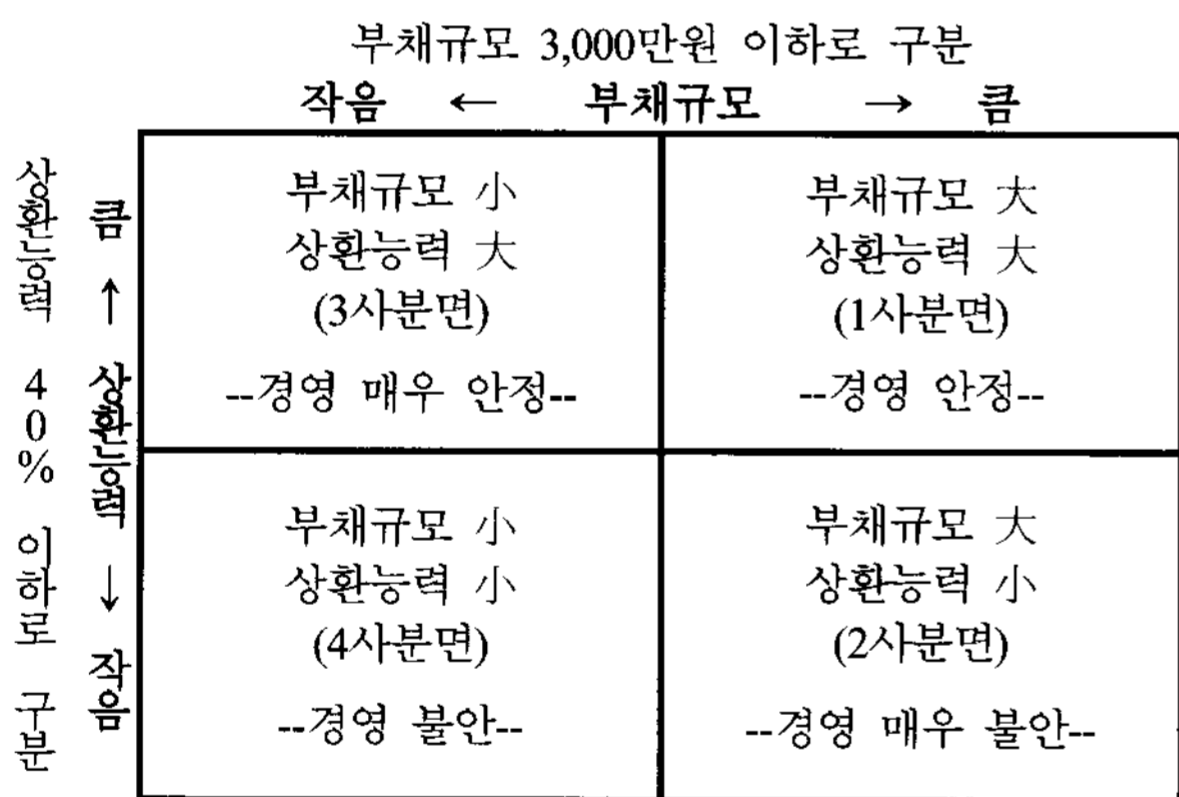 부채규모 3,000만원 이하로 구분
작음 ← 부채규모 → 큼
상환능력 40% 이하로 구분
큼 ↑ 상환능력 ↓ 작음
부채규모 小
상환능력 大
(3사분면)
--경영 매우 안정--
부채규모 大
상환능력 大
(1사분면)
--경영 안정--
부채규모 小
상환능력 小
(4사분면)
--경영 불안--
부채규모 大
상환능력 小
(2사분면)
--경영 매우 불안--